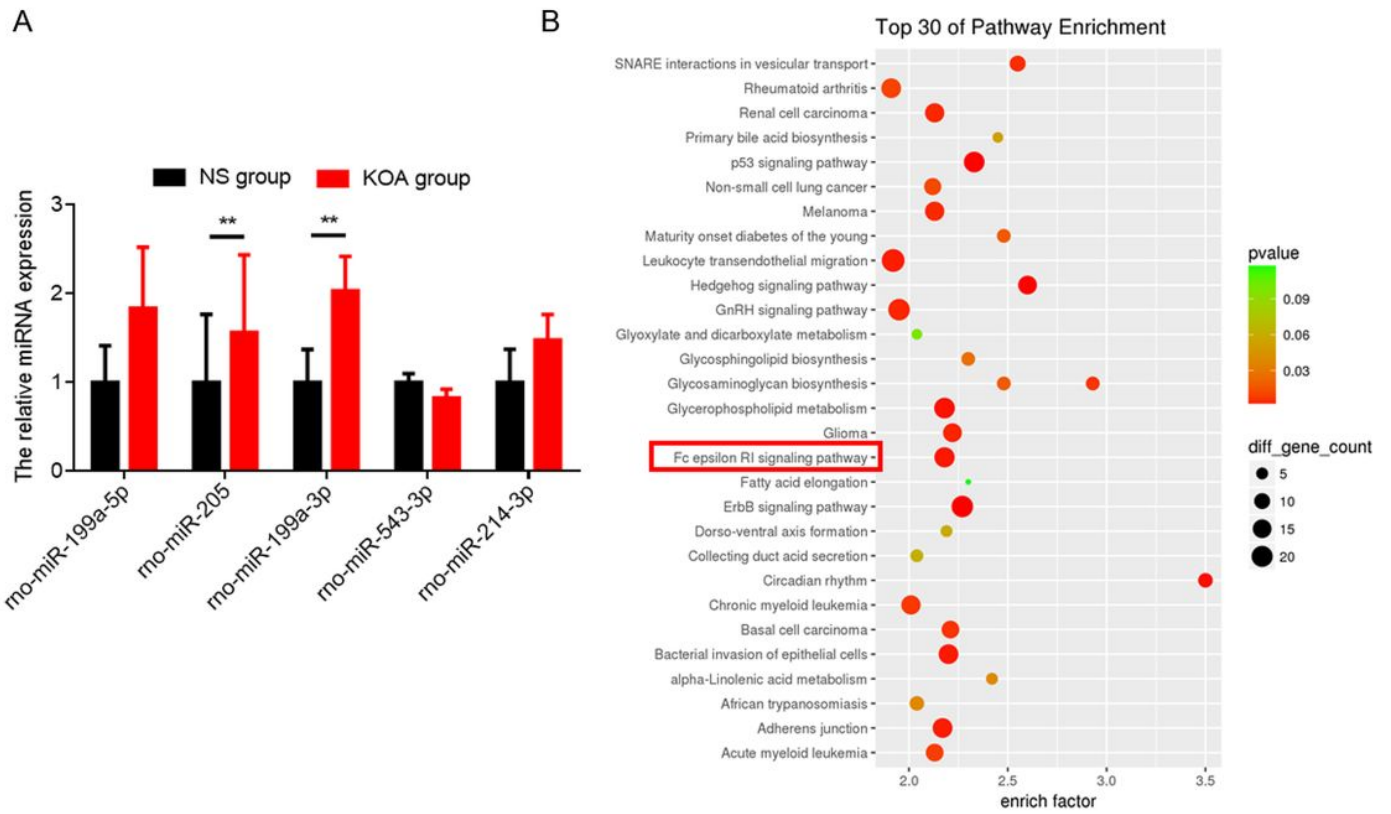 A
B
NS group
KOA group
The relative miRNA expression
3
2
1
0
**
**
rno-miR-199a-5p
rno-miR-205
rno-miR-199a-3p
rno-miR-543-3p
rno-miR-214-3p
Top 30 of Pathway Enrichment
SNARE interactions in vesicular transport
Rheumatoid arthritis
Renal cell carcinoma
Primary bile acid biosynthesis
p53 signaling pathway
Non-small cell lung cancer
Melanoma
Maturity onset diabetes of the young
Leukocyte transendothelial migration
Hedgehog signaling pathway
GnRH signaling pathway
Glyoxylate and dicarboxylate metabolism
Glycosphingolipid biosynthesis
Glycosaminoglycan biosynthesis
Glycerophospholipid metabolism
Glioma
Fc epsilon RI signaling pathway
Fatty acid elongation
ErbB signaling pathway
Dorso-ventral axis formation
Collecting duct acid secretion
Circadian rhythm
Chronic myeloid leukemia
Basal cell carcinoma
Bacterial invasion of epithelial cells
alpha-Linolenic acid metabolism
African trypanosomiasis
Adherens junction
Acute myeloid leukemia
2.0 2.5 3.0 3.5
enrich factor
pvalue
0.09
0.06
0.03
diff_gene_count
5
10
15
20